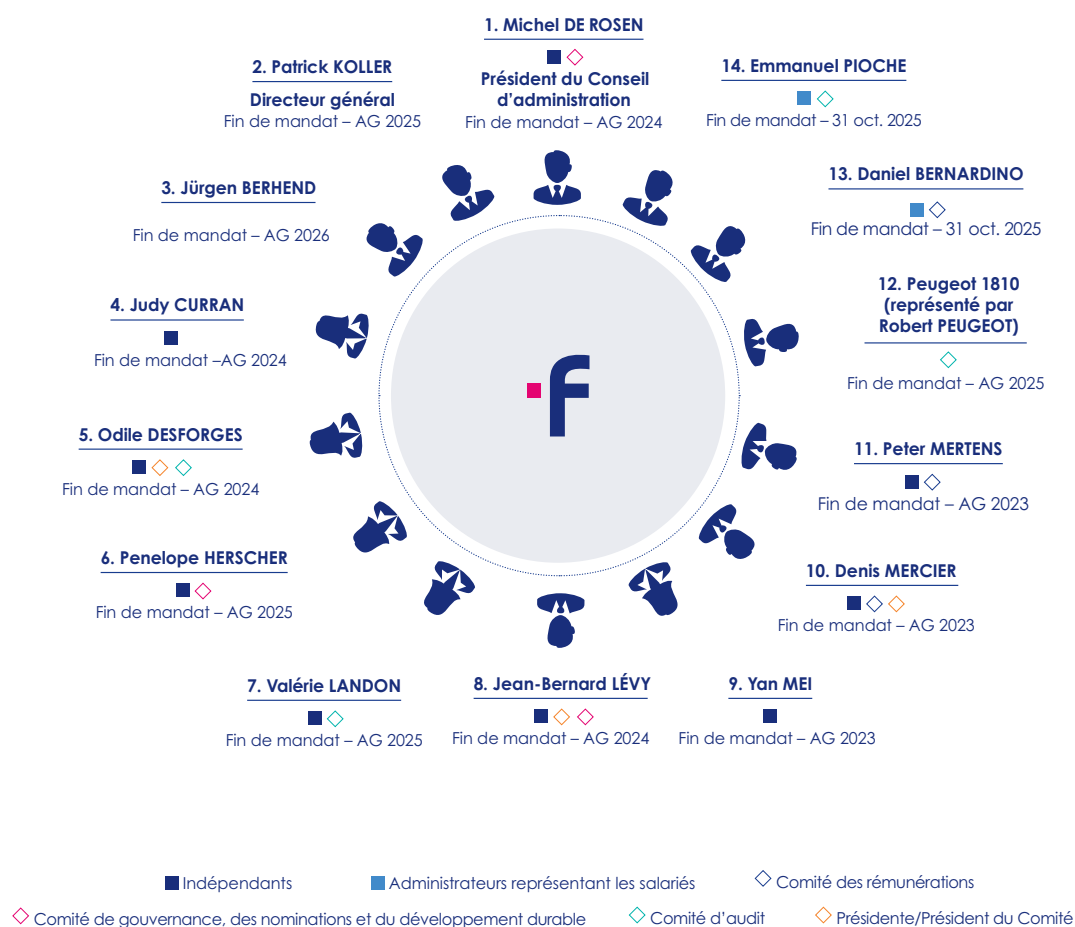 1. Michel DE ROSEN
Président du Conseil
d’administration
Fin de mandat – AG 2024
2. Patrick KOLLER
Directeur général
Fin de mandat – AG 2025
14. Emmanuel PIOCHE
Fin de mandat – 31 oct. 2025
3. Jürgen BERHEND
Fin de mandat – AG 2026
13. Daniel BERNARDINO
Fin de mandat – 31 oct. 2025
4. Judy CURRAN
Fin de mandat –AG 2024
12. Peugeot 1810
(représenté par
Robert PEUGEOT)
Fin de mandat – AG 2025
f
5. Odile DESFORGES
Fin de mandat – AG 2024
11. Peter MERTENS
Fin de mandat – AG 2023
6. Penelope HERSCHER
Fin de mandat – AG 2025
10. Denis MERCIER
Fin de mandat – AG 2023
7. Valérie LANDON
Fin de mandat – AG 2025
8. Jean-Bernard LÉVY
Fin de mandat – AG 2024
9. Yan MEI
Fin de mandat – AG 2023
Indépendants
Administrateurs représentant les salariés
Comité des rémunérations
Comité de gouvernance, des nominations et du développement durable
Comité d’audit
Présidente/Président du Comité